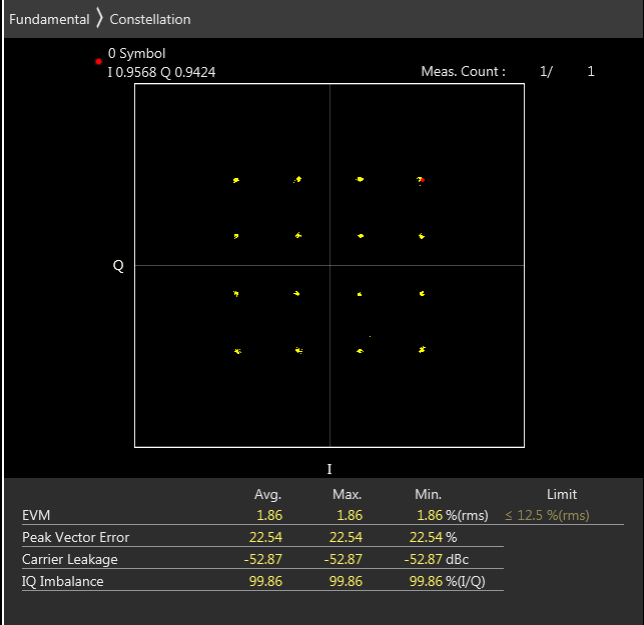 Fundamental 〉 Constellation
0 Symbol
I 0.9568 Q 0.9424
Meas. Count : 1/ 1
Q
I
Avg. Max. Min. Limit
EVM 1.86 1.86 1.86 %(rms) ≤ 12.5 %(rms)
Peak Vector Error 22.54 22.54 22.54 %
Carrier Leakage -52.87 -52.87 -52.87 dBc
IQ Imbalance 99.86 99.86 99.86 %(I/Q)